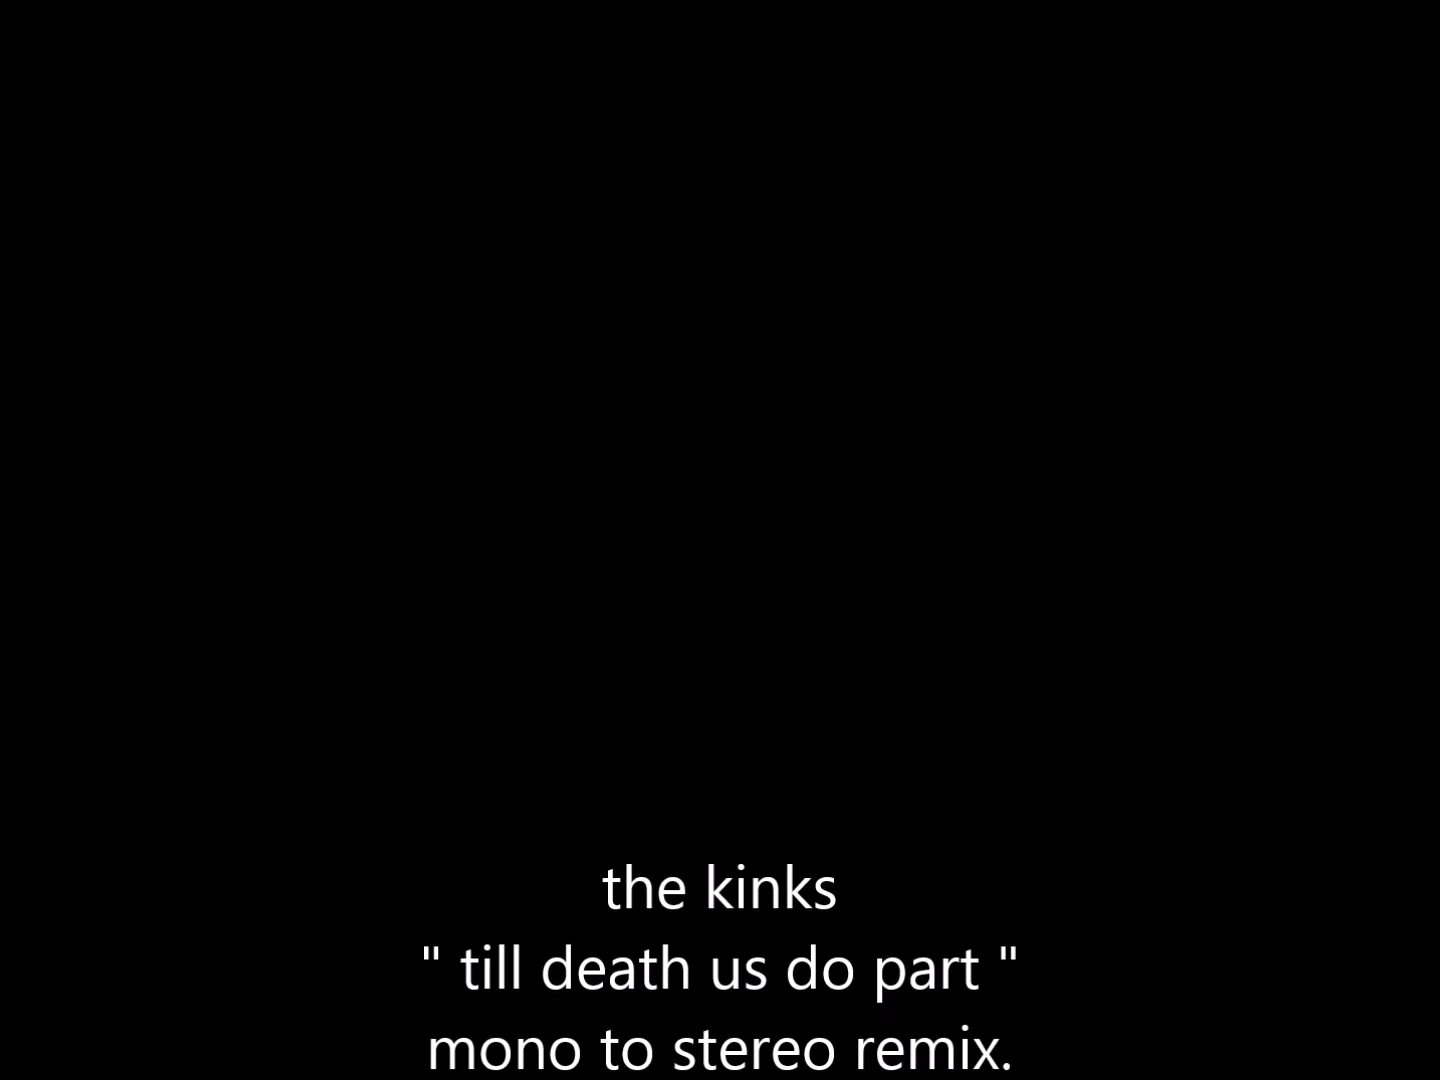 the kinks
" till death us do part "
mono to stereo remix.